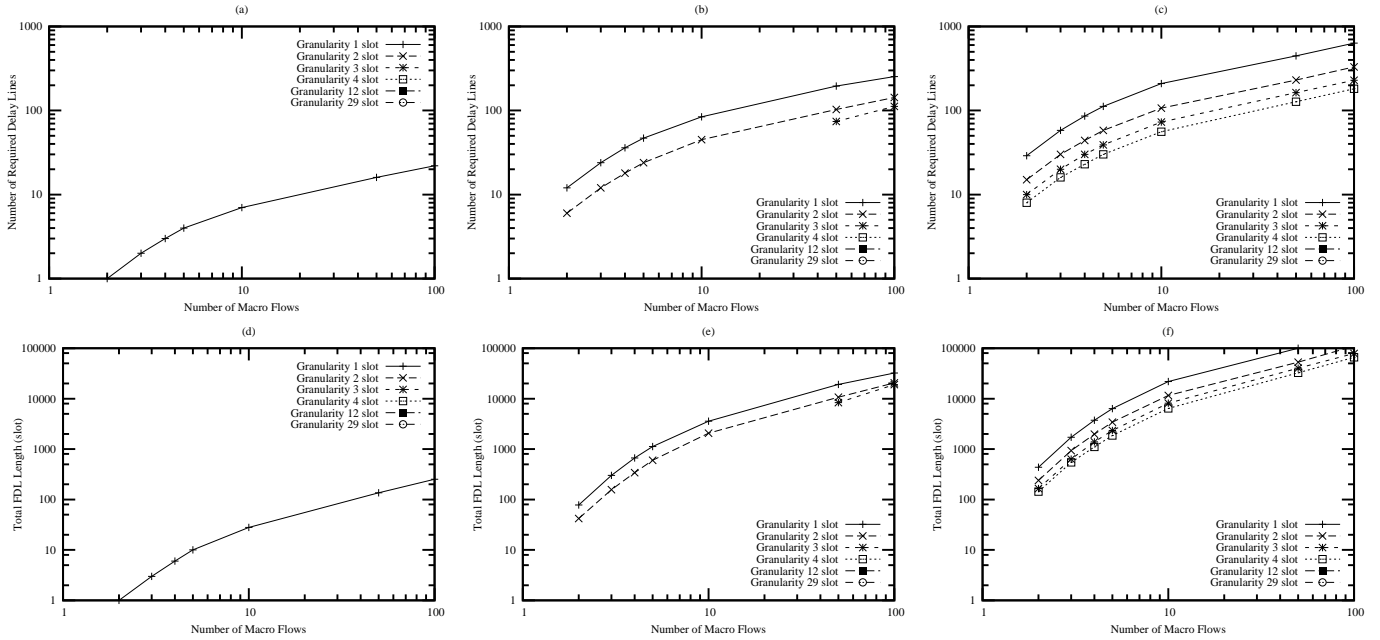 (a)
Number of Required Delay Lines
1000
100
10
1
Granularity 1 slot
Granularity 2 slot
Granularity 3 slot
Granularity 4 slot
Granularity 12 slot
Granularity 29 slot
1
10
100
Number of Macro Flows
(b)
Number of Required Delay Lines
1000
100
10
1
Granularity 1 slot
Granularity 2 slot
Granularity 3 slot
Granularity 4 slot
Granularity 12 slot
Granularity 29 slot
1
10
100
Number of Macro Flows
(c)
Number of Required Delay Lines
1000
100
10
1
Granularity 1 slot
Granularity 2 slot
Granularity 3 slot
Granularity 4 slot
Granularity 12 slot
Granularity 29 slot
1
10
100
Number of Macro Flows
(d)
Total FDL Length (slot)
100000
10000
1000
100
10
1
Granularity 1 slot
Granularity 2 slot
Granularity 3 slot
Granularity 4 slot
Granularity 12 slot
Granularity 29 slot
1
10
100
Number of Macro Flows
(e)
Total FDL Length (slot)
100000
10000
1000
100
10
1
Granularity 1 slot
Granularity 2 slot
Granularity 3 slot
Granularity 4 slot
Granularity 12 slot
Granularity 29 slot
1
10
100
Number of Macro Flows
(f)
Total FDL Length (slot)
100000
10000
1000
100
10
1
Granularity 1 slot
Granularity 2 slot
Granularity 3 slot
Granularity 4 slot
Granularity 12 slot
Granularity 29 slot
1
10
100
Number of Macro Flows